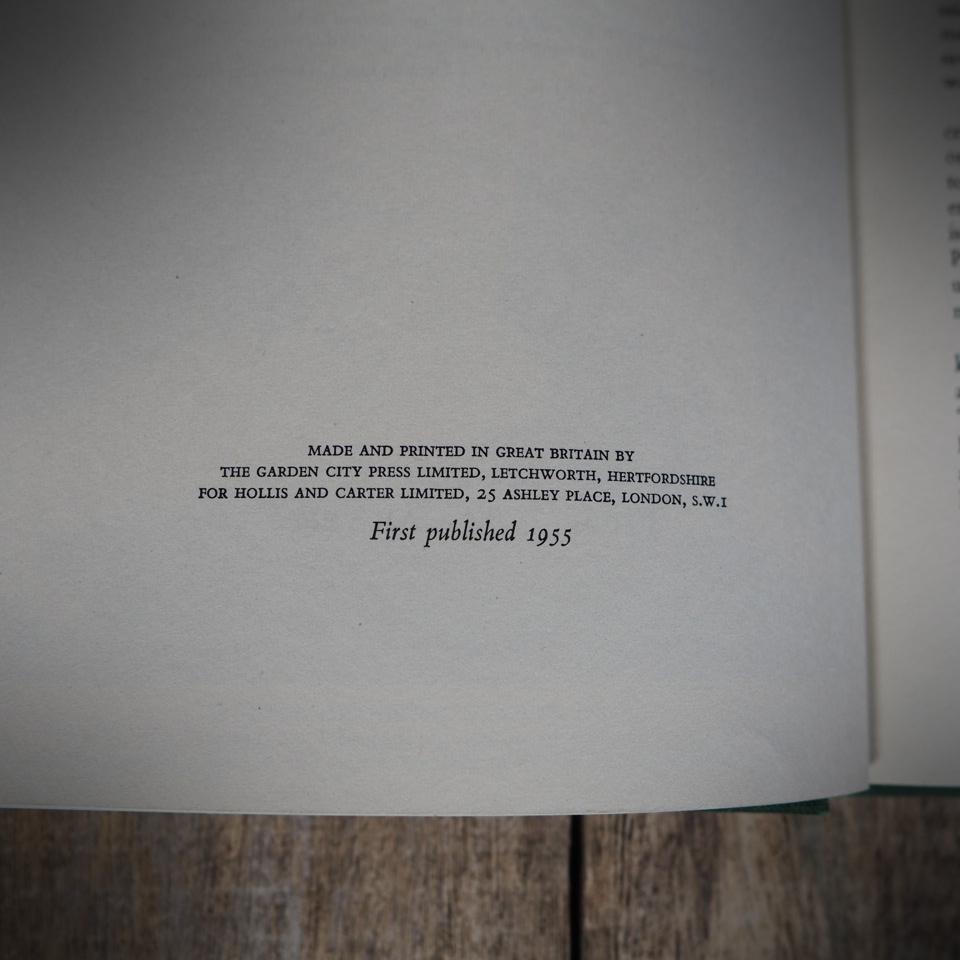 MADE AND PRINTED IN GREAT BRITAIN BY
THE GARDEN CITY PRESS LIMITED, LETCHWORTH, HERTFORDSHIRE
FOR HOLLIS AND CARTER LIMITED, 25 ASHLEY PLACE, LONDON, S.W.1
First published 1955